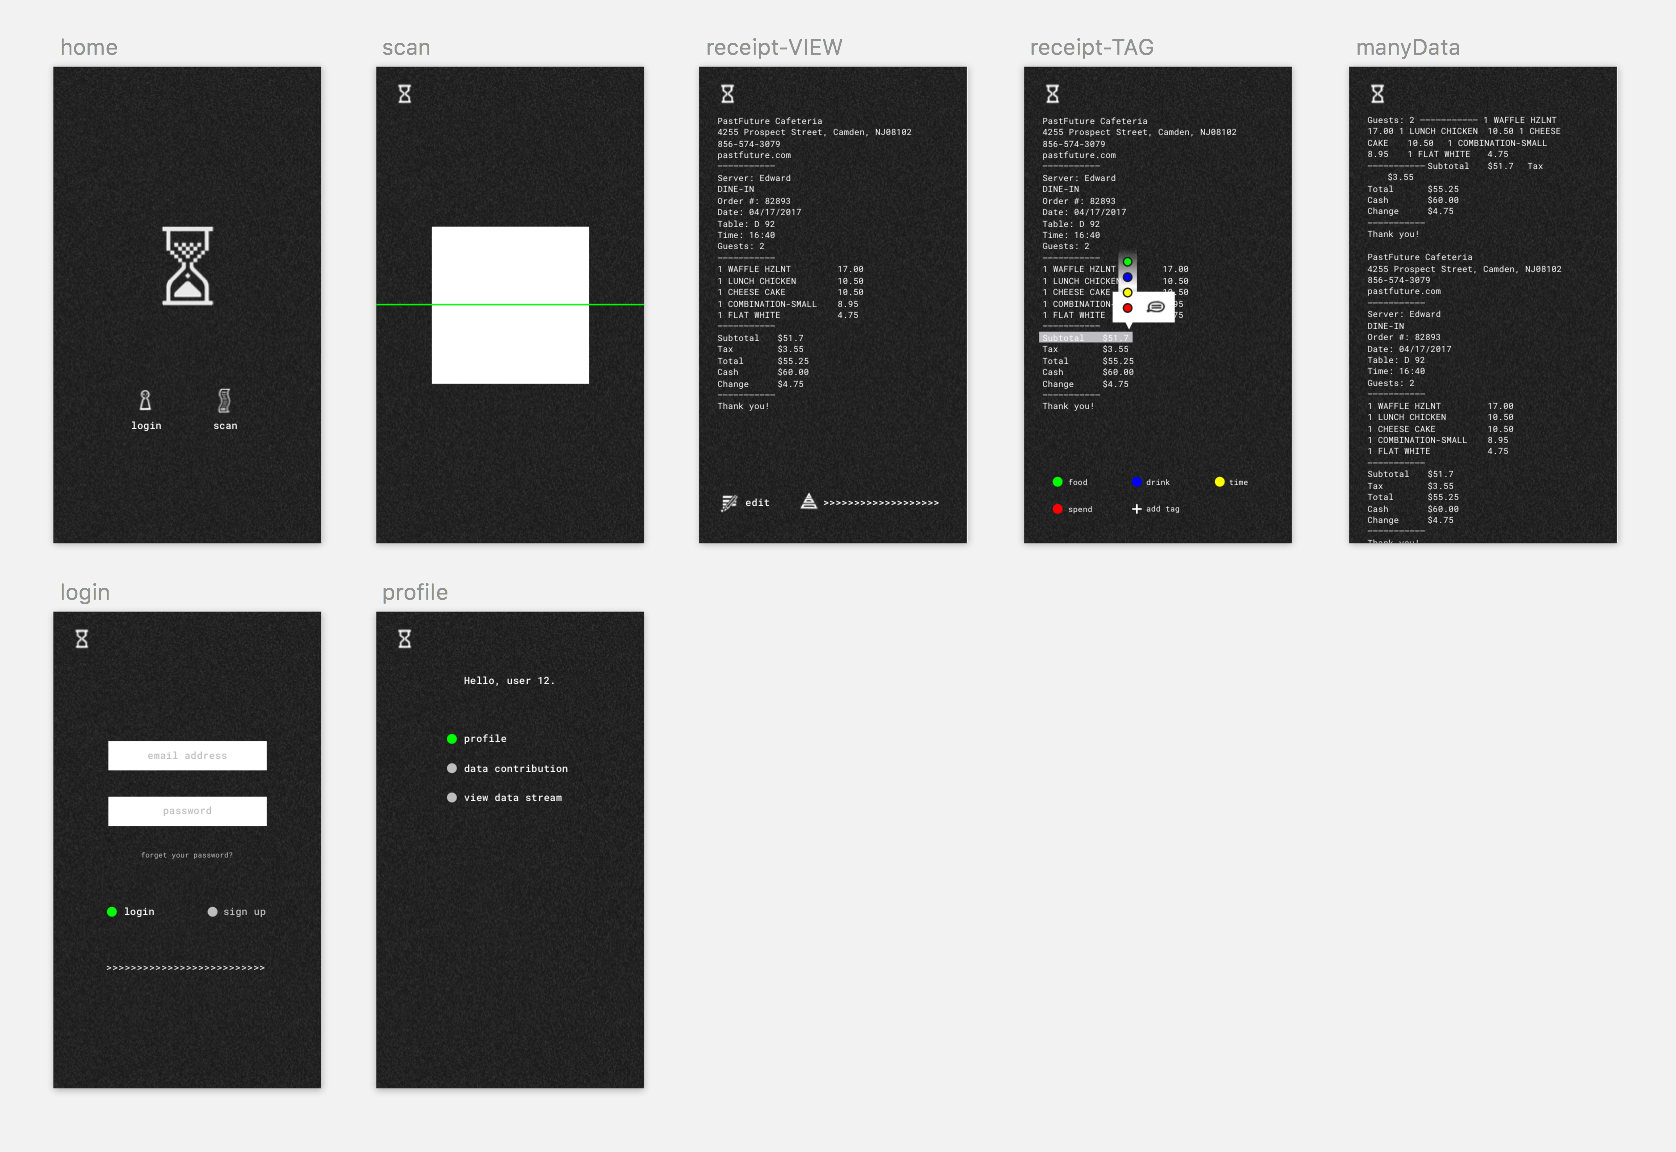 home
scan
receipt-VIEW
receipt-TAG
manyData
login
scan
PastFuture Cafeteria
4255 Prospect Street, Camden, NJ08102
856-574-3079
pastfuture.com
-----------
Server: Edward
DINE-IN
Order #: 82893
Date: 04/17/2017
Table: D 92
Time: 16:40
Guests: 2
-----------
1 WAFFLE HZLNT 17.00
1 LUNCH CHICKEN 10.50
1 CHEESE CAKE 10.50
1 COMBINATION-SMALL 8.95
1 FLAT WHITE 4.75
-----------
Subtotal $51.7
Tax $3.55
Total $55.25
Cash $60.00
Change $4.75
-----------
Thank you!
edit >>>>>>>>>>>>>>>>>>>
PastFuture Cafeteria
4255 Prospect Street, Camden, NJ08102
856-574-3079
pastfuture.com
-----------
Server: Edward
DINE-IN
Order #: 82893
Date: 04/17/2017
Table: D 92
Time: 16:40
Guests: 2
-----------
1 WAFFLE HZLNT 17.00
1 LUNCH CHICKEN 10.50
1 CHEESE CAKE 50
1 COMBINATION- 95
1 FLAT WHITE 75
-----------
Subtotal $51.7
Tax $3.55
Total $55.25
Cash $60.00
Change $4.75
-----------
Thank you!
food drink time
spend + add tag
Guests: 2 ----------- 1 WAFFLE HZLNT
17.00 1 LUNCH CHICKEN 10.50 1 CHEESE
CAKE 10.50 1 COMBINATION-SMALL
8.95 1 FLAT WHITE 4.75
-----------Subtotal $51.7 Tax
$3.55
Total $55.25
Cash $60.00
Change $4.75
-----------
Thank you!
PastFuture Cafeteria
4255 Prospect Street, Camden, NJ08102
856-574-3079
pastfuture.com
-----------
Server: Edward
DINE-IN
Order #: 82893
Date: 04/17/2017
Table: D 92
Time: 16:40
Guests: 2
-----------
1 WAFFLE HZLNT 17.00
1 LUNCH CHICKEN 10.50
1 CHEESE CAKE 10.50
1 COMBINATION-SMALL 8.95
1 FLAT WHITE 4.75
-----------
Subtotal $51.7
Tax $3.55
Total $55.25
Cash $60.00
Change $4.75
-----------
Thank you!
login
profile
email address
password
forget your password?
login sign up
>>>>>>>>>>>>>>>>>>>>>>>>>>
Hello, user 12.
profile
data contribution
view data stream